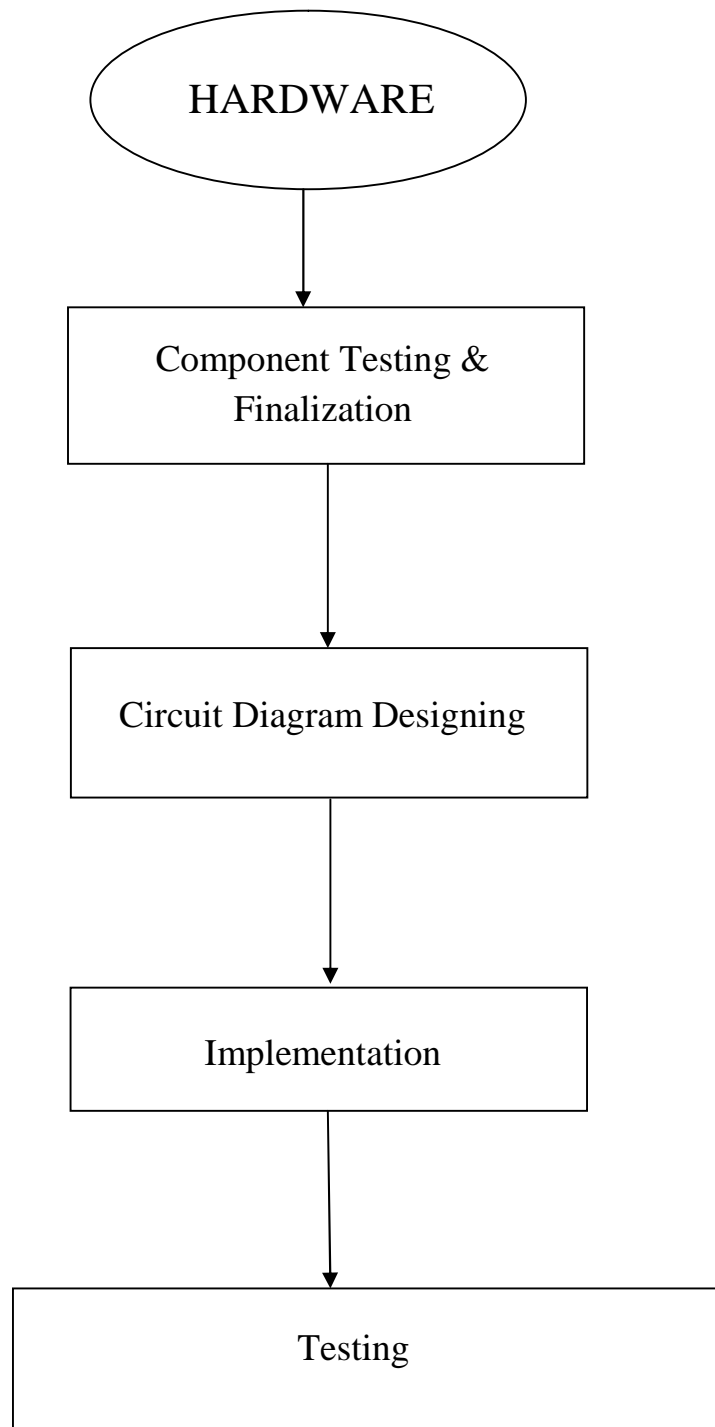 HARDWARE
Component Testing &
Finalization
Circuit Diagram Designing
Implementation
Testing